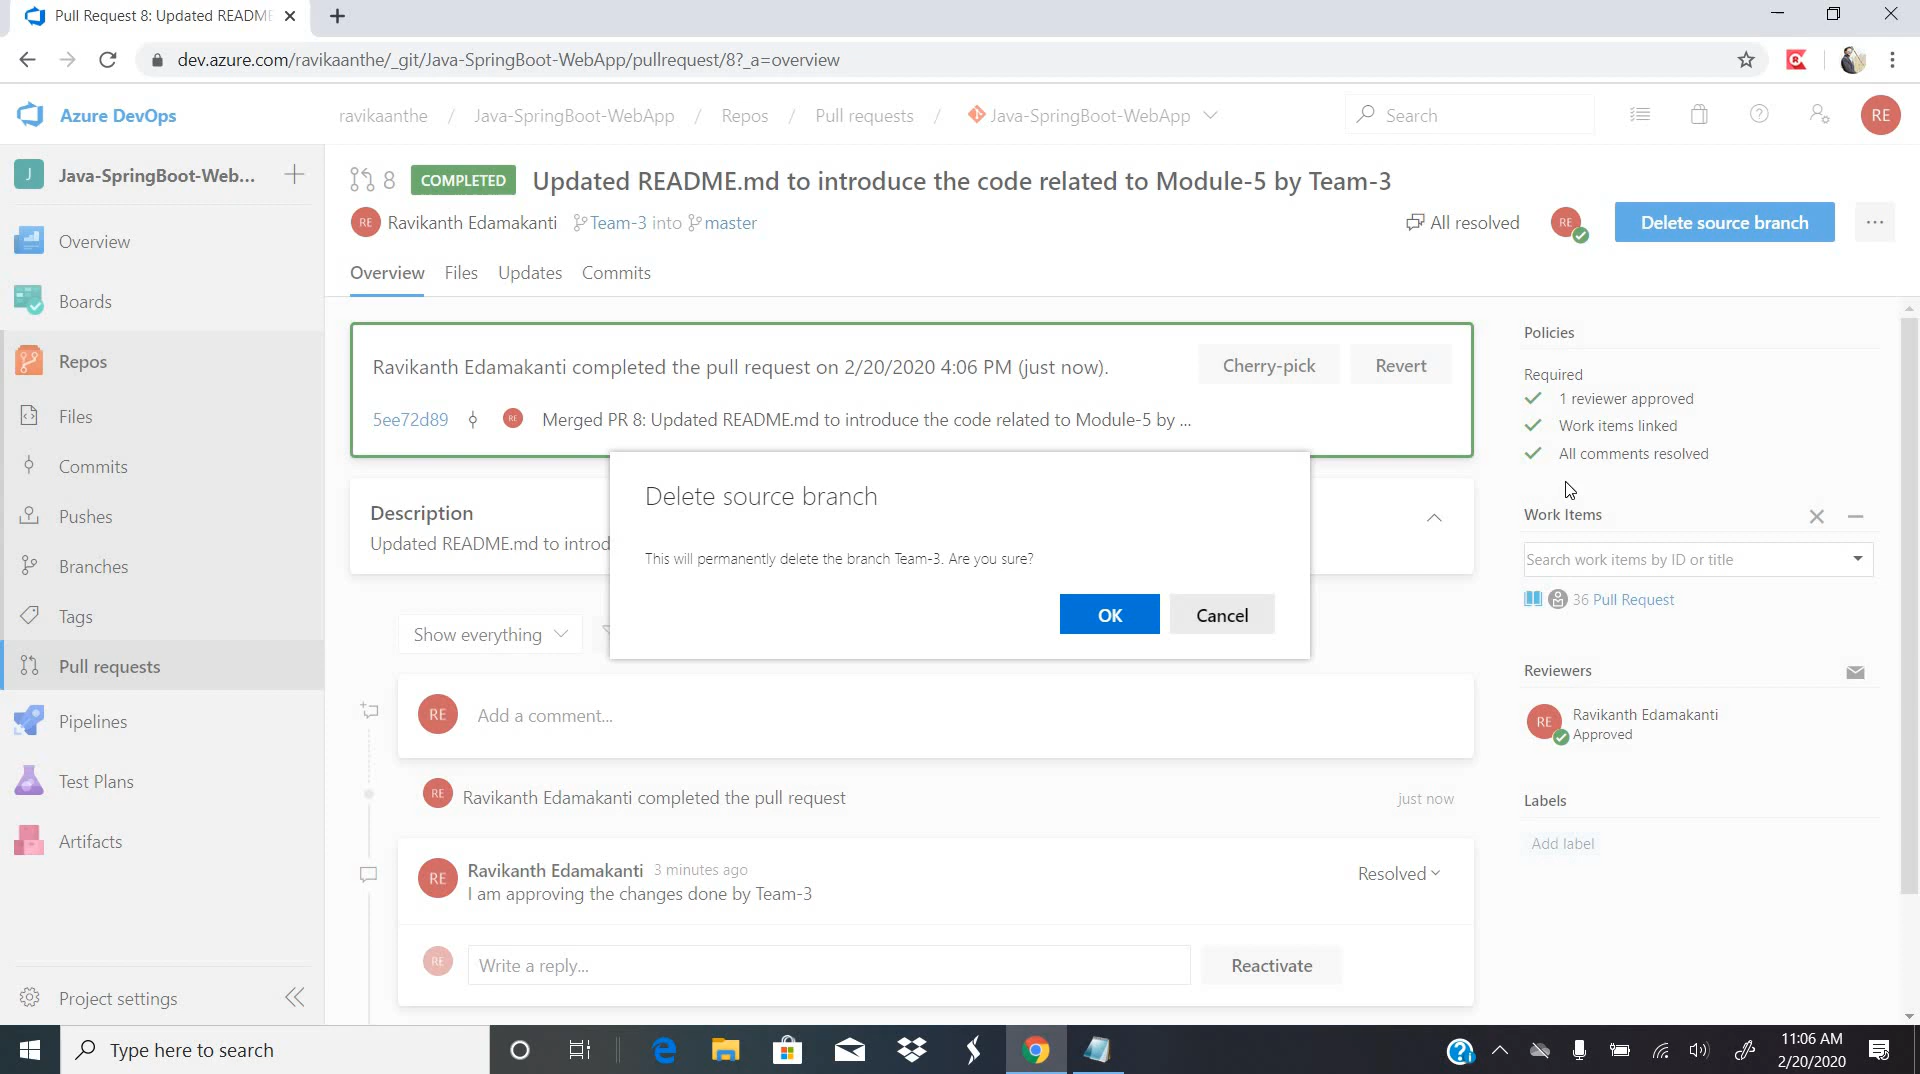 Pull Request 8: Updated README
dev.azure.com/ravikaanthe/_git/Java-SpringBoot-WebApp/pullrequest/8?_a=overview
Azure DevOps
ravikaanthe / Java-SpringBoot-WebApp / Repos / Pull requests / Java-SpringBoot-WebApp
Search
RE
J Java-SpringBoot-Web...
8 COMPLETED Updated README.md to introduce the code related to Module-5 by Team-3
RE Ravikanth Edamakanti Team-3 into master
All resolved RE Delete source branch ...
Overview Files Updates Commits
Overview
Boards
Repos
Files
Commits
Pushes
Branches
Tags
Pull requests
Pipelines
Test Plans
Artifacts
Project settings
Ravikanth Edamakanti completed the pull request on 2/20/2020 4:06 PM (just now).
Cherry-pick Revert
5ee72d89 RE Merged PR 8: Updated README.md to introduce the code related to Module-5 by ...
Description
Updated README.md to introd
Delete source branch
This will permanently delete the branch Team-3. Are you sure?
OK Cancel
Show everything
RE Add a comment...
RE Ravikanth Edamakanti completed the pull request just now
RE Ravikanth Edamakanti 3 minutes ago Resolved
I am approving the changes done by Team-3
RE Write a reply... Reactivate
Policies
Required
1 reviewer approved
Work items linked
All comments resolved
Work Items
Search work items by ID or title
36 Pull Request
Reviewers
RE Ravikanth Edamakanti
Approved
Labels
Add label
Type here to search
11:06 AM
2/20/2020